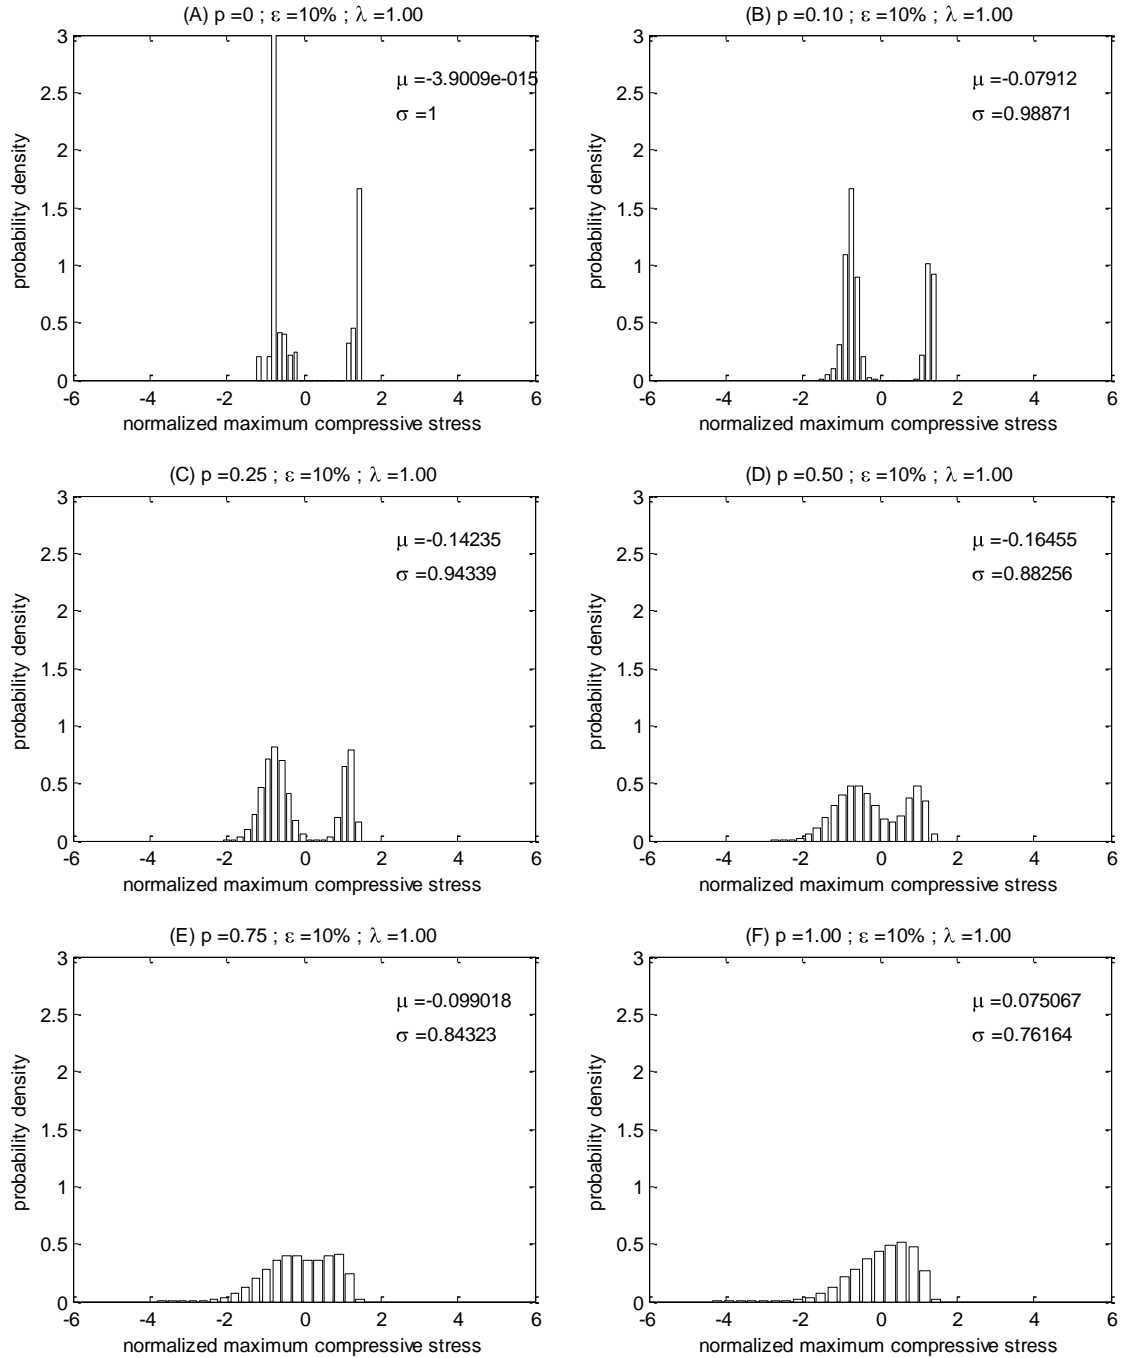 (A) p =0 ; ε =10% ; λ =1.00
3
2.5
2
1.5
1
0.5
0
probability density
μ =-3.9009e-015
σ =1
-6 -4 -2 0 2 4 6
normalized maximum compressive stress
(B) p =0.10 ; ε =10% ; λ =1.00
3
2.5
2
1.5
1
0.5
0
probability density
μ =-0.07912
σ =0.98871
-6 -4 -2 0 2 4 6
normalized maximum compressive stress
(C) p =0.25 ; ε =10% ; λ =1.00
3
2.5
2
1.5
1
0.5
0
probability density
μ =-0.14235
σ =0.94339
-6 -4 -2 0 2 4 6
normalized maximum compressive stress
(D) p =0.50 ; ε =10% ; λ =1.00
3
2.5
2
1.5
1
0.5
0
probability density
μ =-0.16455
σ =0.88256
-6 -4 -2 0 2 4 6
normalized maximum compressive stress
(E) p =0.75 ; ε =10% ; λ =1.00
3
2.5
2
1.5
1
0.5
0
probability density
μ =-0.099018
σ =0.84323
-6 -4 -2 0 2 4 6
normalized maximum compressive stress
(F) p =1.00 ; ε =10% ; λ =1.00
3
2.5
2
1.5
1
0.5
0
probability density
μ =0.075067
σ =0.76164
-6 -4 -2 0 2 4 6
normalized maximum compressive stress